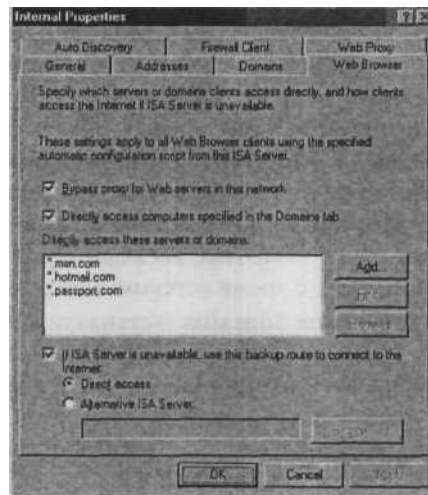 Internal Properties
Auto Discovery
Firewall Client
Web Proxy
General
Addresses
Domains
Web Browser
Specify which servers or domains clients access directly, and how clients
access the Internet if ISA Server is unavailable.
These settings apply to all Web Browser clients using the specified
automatic configuration script from this ISA Server.
Bypass proxy for Web servers in this network
Directly access computers specified in the Domains tab
Directly access these servers or domains:
*.msn.com
*.hotmail.com
*.passport.com
Add...
If ISA Server is unavailable, use this backup route to connect to the
Internet:
Direct access
Alternative ISA Server:
OK
Cancel